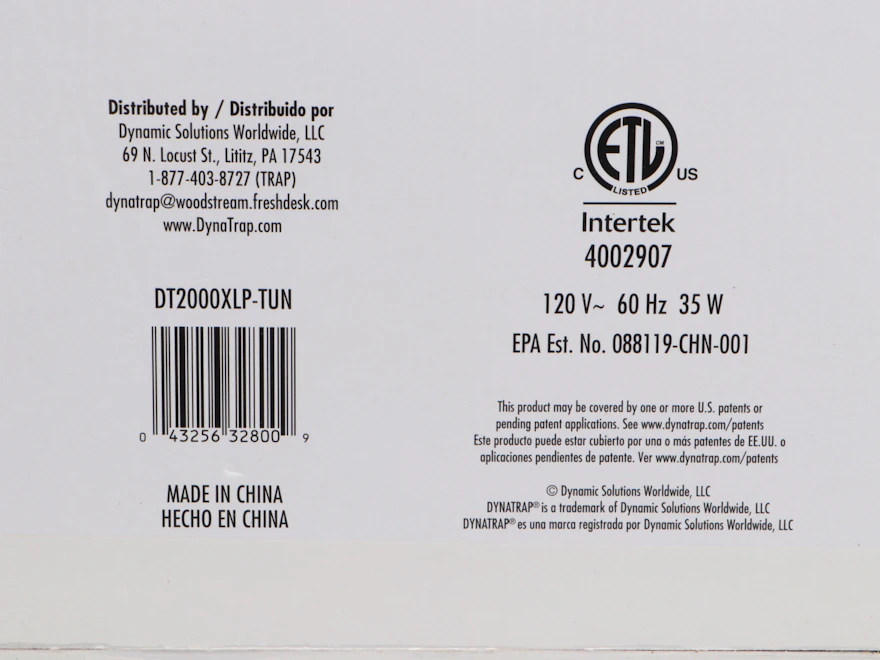 Distributed by / Distribuido por
Dynamic Solutions Worldwide, LLC
69 N. Locust St., Lititz, PA 17543
1-877-403-8727 (TRAP)
dynatrap@woodstream.freshdesk.com
www.DynaTrap.com
DT2000XLP-TUN
0 43256 32800 9
MADE IN CHINA
HECHO EN CHINA
ETL CM
C US
LISTED
Intertek
4002907
120 V~ 60 Hz 35 W
EPA Est. No. 088119-CHN-001
This product may be covered by one or more U.S. patents or
pending patent applications. See www.dynatrap.com/patents
Este producto puede estar cubierto por una o más patentes de EE.UU. o
aplicaciones pendientes de patente. Ver www.dynatrap.com/patents
© Dynamic Solutions Worldwide, LLC
DYNATRAP® is a trademark of Dynamic Solutions Worldwide, LLC
DYNATRAP® es una marca registrada por Dynamic Solutions Worldwide, LLC